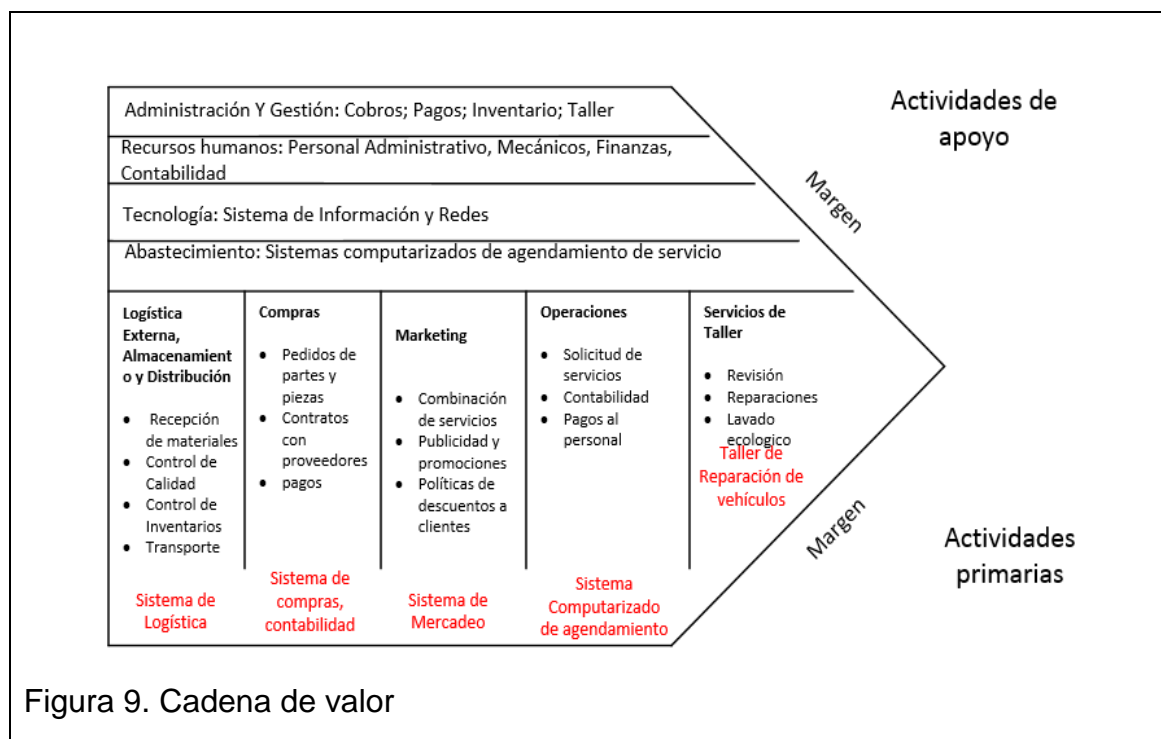 Administración Y Gestión: Cobros; Pagos; Inventario; Taller
Recursos humanos: Personal Administrativo, Mecánicos, Finanzas,
Contabilidad
Tecnología: Sistema de Información y Redes
Abastecimiento: Sistemas computarizados de agendamiento de servicio
Actividades de
apoyo
Margen
Logística
Externa,
Almacenamient
o y Distribución
• Recepción
de materiales
• Control de
Calidad
• Control de
Inventarios
• Transporte
Sistema de
Logística
Compras
• Pedidos de
partes y
piezas
• Contratos
con
proveedores
• pagos
Sistema de
compras,
contabilidad
Marketing
• Combinación
de servicios
• Publicidad y
promociones
• Políticas de
descuentos a
clientes
Sistema de
Mercadeo
Operaciones
• Solicitud de
servicios
• Contabilidad
• Pagos al
personal
Sistema
Computarizado
de agendamiento
Servicios de
Taller
• Revisión
• Reparaciones
• Lavado
ecologico
Taller de
Reparación de
vehículos
Margen
Actividades
primarias
Figura 9. Cadena de valor